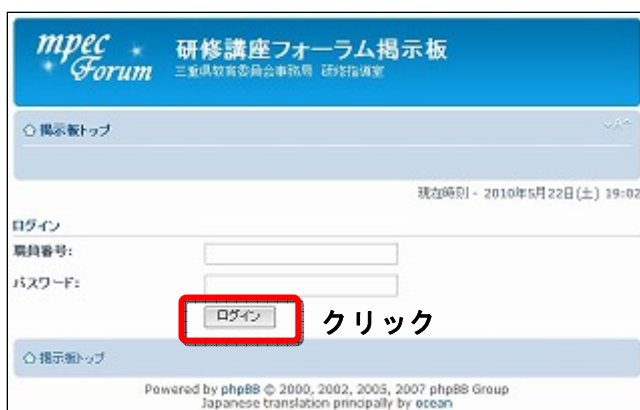 mpec Forum
研修講座フォーラム掲示板
三重県教育委員会事務局 研修指導室
掲示板トップ
現在時刻 - 2010年5月22日(土) 19:02
ログイン
職員番号:
パスワード:
ログイン
クリック
掲示板トップ
Powered by phpBB © 2000, 2002, 2005, 2007 phpBB Group
Japanese translation principally by ocean